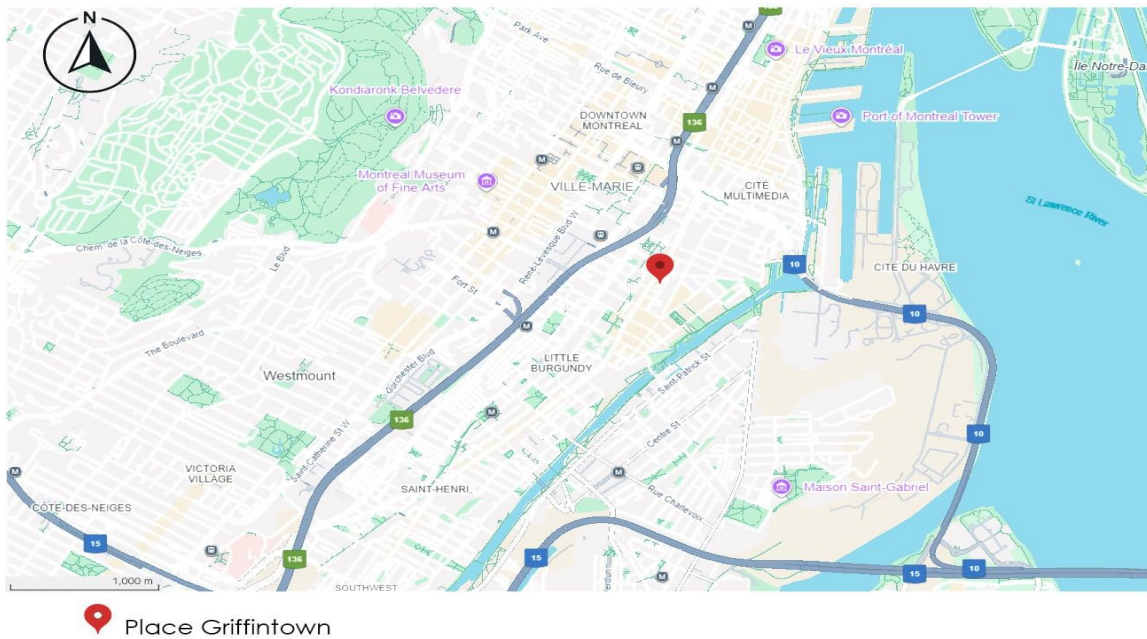 N
Park Ave
Le Vieux Montréal
Île Notre-Da
Rue de Bleury
Kondiaronk Belvedere
DOWNTOWN
MONTREAL
136
Port of Montreal Tower
M
Montreal Museum
of Fine Arts
VILLE-MARIE
CITÉ
MULTIMEDIA
St Lawrence River
Chem. de la Côte-des-Neiges
Le Blvd
René-Lévesque Blvd W
Fort St
10
CITÉ DU HAVRE
10
The Boulevard
Westmount
Dorchester Blvd
LITTLE
BURGUNDY
Saint-Patrick St
136
Saint-Catherine St W
Centre St
10
VICTORIA
VILLAGE
SAINT-HENRI
Rue Charlevoix
Maison Saint-Gabriel
CÔTE-DES-NEIGES
15
136
15
15
10
1,000 m
SOUTHWEST
Verdun
Place Griffintown